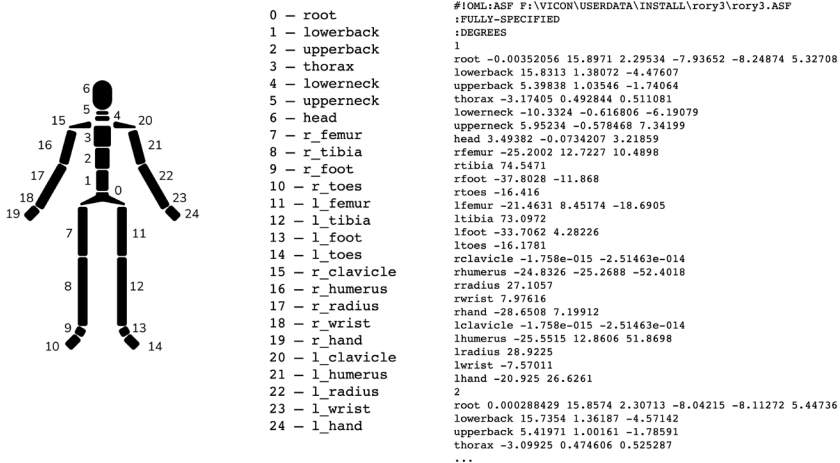 6
5
4
15
20
3
16
21
2
17
22
1
0
18
23
19
24
7
11
8
12
9
13
10
14
0 – root
1 – lowerback
2 – upperback
3 – thorax
4 – lowerneck
5 – upperneck
6 – head
7 – r_femur
8 – r_tibia
9 – r_foot
10 – r_toes
11 – l_femur
12 – l_tibia
13 – l_foot
14 – l_toes
15 – r_clavicle
16 – r_humerus
17 – r_radius
18 – r_wrist
19 – r_hand
20 – l_clavicle
21 – l_humerus
22 – l_radius
23 – l_wrist
24 – l_hand
#!OML:ASF F:\VICON\USERDATA\INSTALL\rory3\rory3.ASF
:FULLY-SPECIFIED
:DEGREES
1
root -0.00352056 15.8971 2.29534 -7.93652 -8.24874 5.32708
lowerback 15.8313 1.38072 -4.47607
upperback 5.39838 1.03546 -1.74064
thorax -3.17405 0.492844 0.511081
lowerneck -10.3324 -0.616806 -6.19079
upperneck 5.95234 -0.578468 7.34199
head 3.49382 -0.0734207 3.21859
rfemur -25.2002 12.7227 10.4898
rtibia 74.5471
rfoot -37.8028 -11.868
rtoes -16.416
lfemur -21.4631 8.45174 -18.6905
ltibia 73.0972
lfoot -33.7062 4.28226
ltoes -16.1781
rclavicle -1.758e-015 -2.51463e-014
rhumerus -24.8326 -25.2688 -52.4018
rradius 27.1057
rwrist 7.97616
rhand -28.6508 7.19912
lclavicle -1.758e-015 -2.51463e-014
lhumerus -25.5515 12.8606 51.8698
lradius 28.9225
lwrist -7.57011
lhand -20.925 26.6261
2
root 0.000288429 15.8574 2.30713 -8.04215 -8.11272 5.44736
lowerback 15.7354 1.36187 -4.57142
upperback 5.41971 1.00161 -1.78591
thorax -3.09925 0.474606 0.525287
...